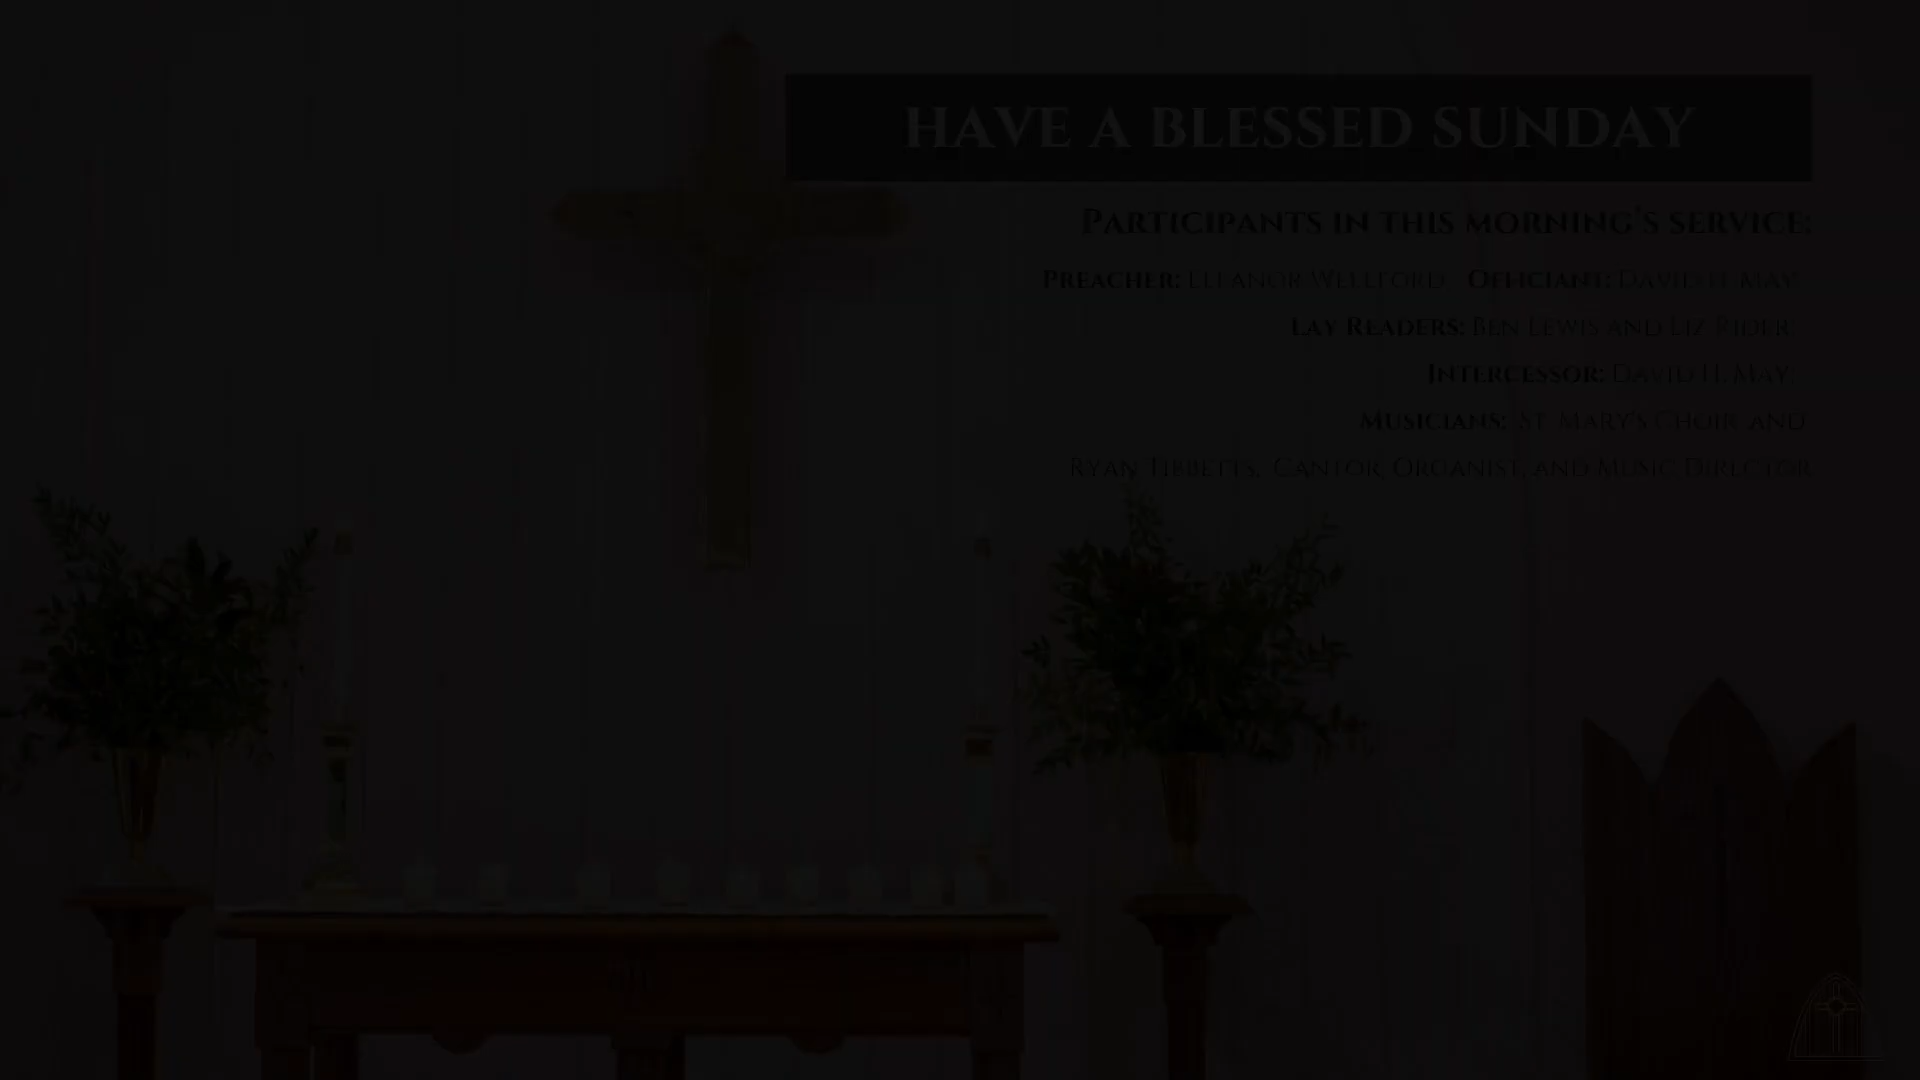 HAVE A BLESSED SUNDAY
PARTICIPANTS IN THIS MORNING'S SERVICE:
PREACHER: ELEANOR WELLFORD OFFICIANT: DAVID H. MAY
LAY READERS: BEN LEWIS AND LIZ RIDER
INTERCESSOR: DAVID H. MAY
MUSICIANS: ST. MARY'S CHOIR AND
RYAN TIBBETTS, CANTOR, ORGANIST, AND MUSIC DIRECTOR